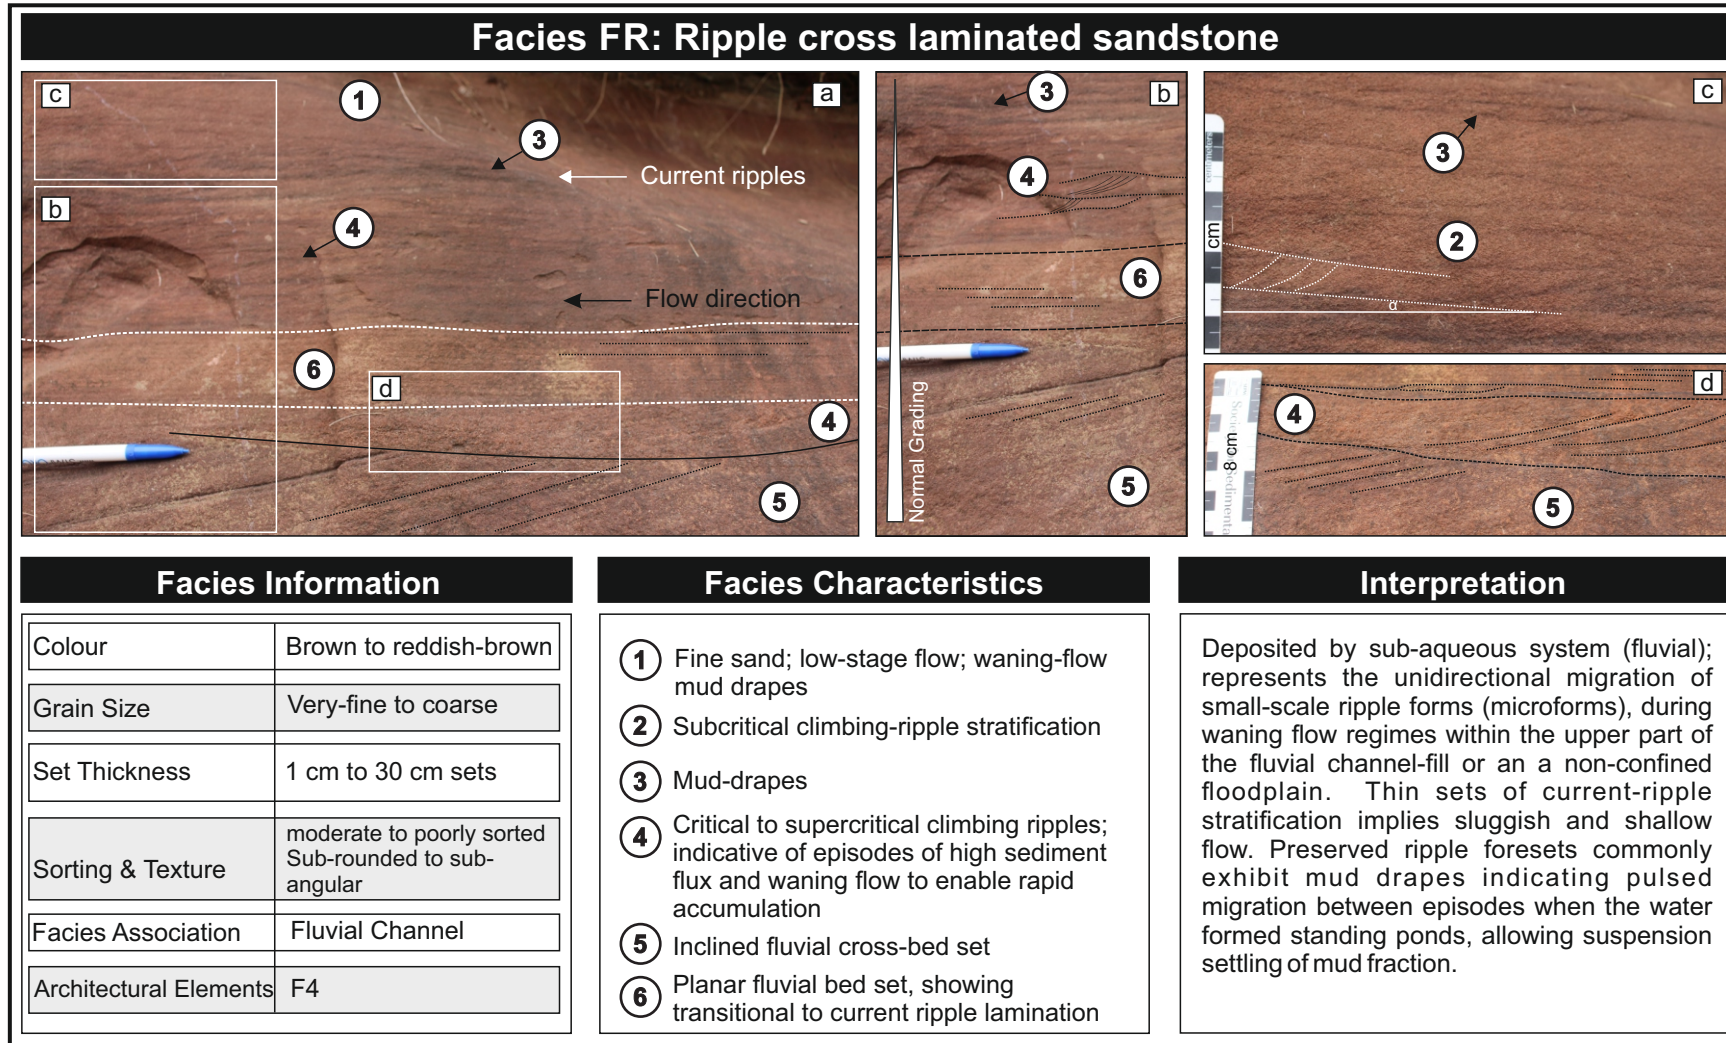 Facies FR: Ripple cross laminated sandstone
c
1
a
3
Current ripples
b
4
Flow direction
6
d
4
5
3
b
4
6
Normal Grading
5
c
3
centimeters
cm
2
α
d
4
8 cm
5
Facies Information
Colour Brown to reddish-brown
Grain Size Very-fine to coarse
Set Thickness 1 cm to 30 cm sets
Sorting & Texture moderate to poorly sorted
Sub-rounded to sub-
angular
Facies Association Fluvial Channel
Architectural Elements F4
Facies Characteristics
1 Fine sand; low-stage flow; waning-flow
mud drapes
2 Subcritical climbing-ripple stratification
3 Mud-drapes
4 Critical to supercritical climbing ripples;
indicative of episodes of high sediment
flux and waning flow to enable rapid
accumulation
5 Inclined fluvial cross-bed set
6 Planar fluvial bed set, showing
transitional to current ripple lamination
Interpretation
Deposited by sub-aqueous system (fluvial);
represents the unidirectional migration of
small-scale ripple forms (microforms), during
waning flow regimes within the upper part of
the fluvial channel-fill or an a non-confined
floodplain. Thin sets of current-ripple
stratification implies sluggish and shallow
flow. Preserved ripple foresets commonly
exhibit mud drapes indicating pulsed
migration between episodes when the water
formed standing ponds, allowing suspension
settling of mud fraction.